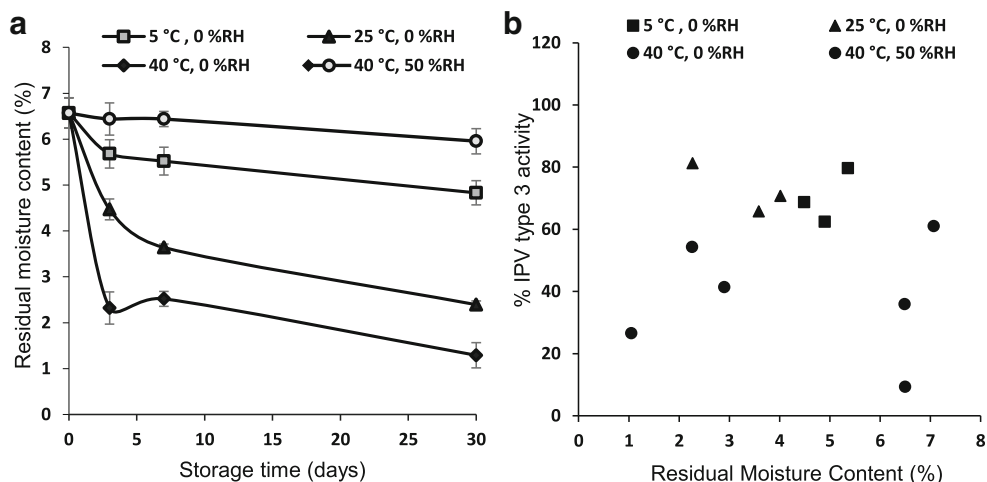 a
5 °C , 0 %RH
25 °C, 0 %RH
40 °C, 0 %RH
40 °C, 50 %RH
Residual moisture content (%)
8
7
6
5
4
3
2
1
0
0 5 10 15 20 25 30
Storage time (days)
b
5 °C, 0 %RH
25 °C, 0 %RH
40 °C, 0 %RH
40 °C, 50 %RH
% IPV type 3 activity
120
100
80
60
40
20
0
0 1 2 3 4 5 6 7 8
Residual Moisture Content (%)